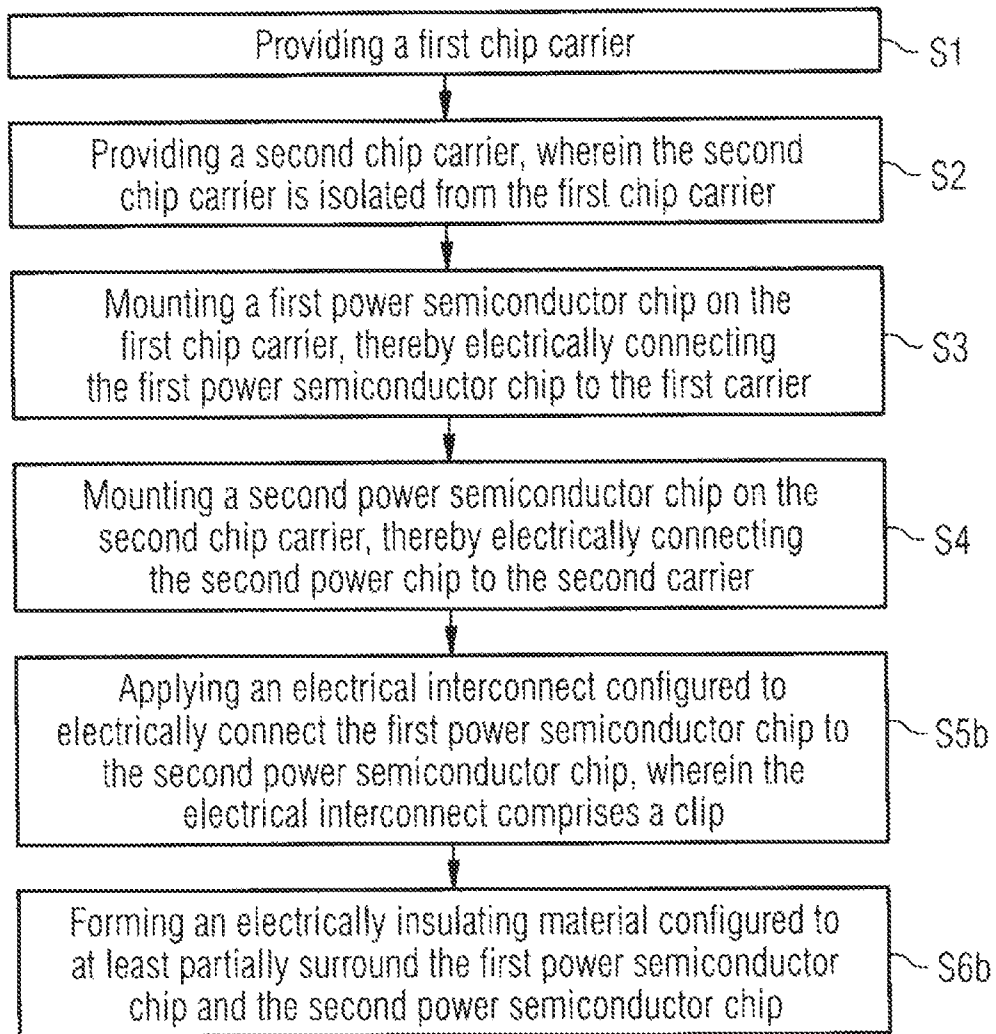 Providing a first chip carrier
S1
Providing a second chip carrier, wherein the second
chip carrier is isolated from the first chip carrier
S2
Mounting a first power semiconductor chip on the
first chip carrier, thereby electrically connecting
the first power semiconductor chip to the first carrier
S3
Mounting a second power semiconductor chip on the
second chip carrier, thereby electrically connecting
the second power chip to the second carrier
S4
Applying an electrical interconnect configured to
electrically connect the first power semiconductor chip to
the second power semiconductor chip, wherein the
electrical interconnect comprises a clip
S5b
Forming an electrically insulating material configured to
at least partially surround the first power semiconductor
chip and the second power semiconductor chip
S6b